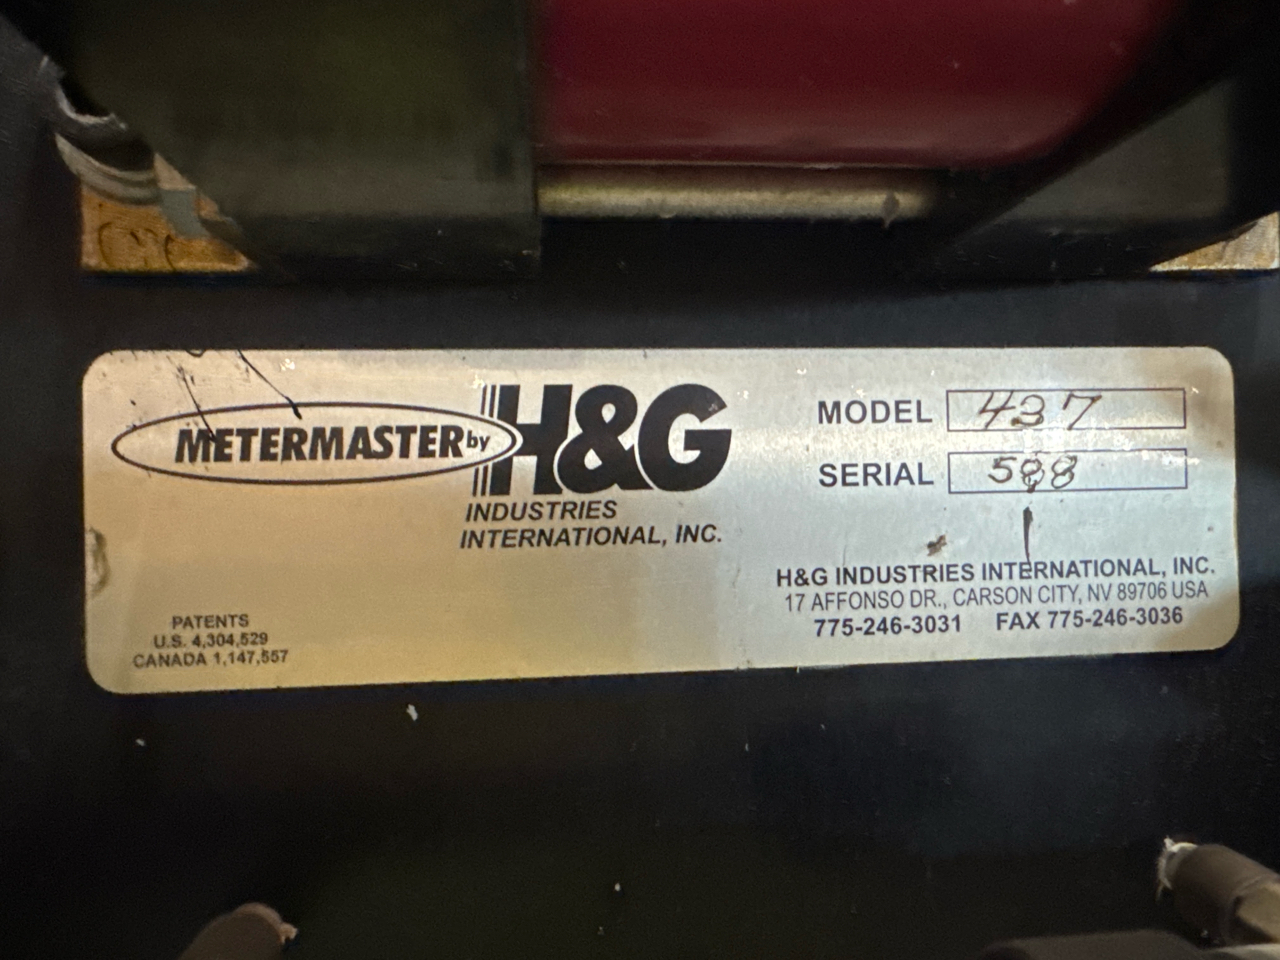 METERMASTER by H&G
INDUSTRIES
INTERNATIONAL, INC.
MODEL 437
SERIAL 588
H&G INDUSTRIES INTERNATIONAL, INC.
17 AFFONSO DR., CARSON CITY, NV 89706 USA
775-246-3031 FAX 775-246-3036
PATENTS
U.S. 4,304,529
CANADA 1,147,557